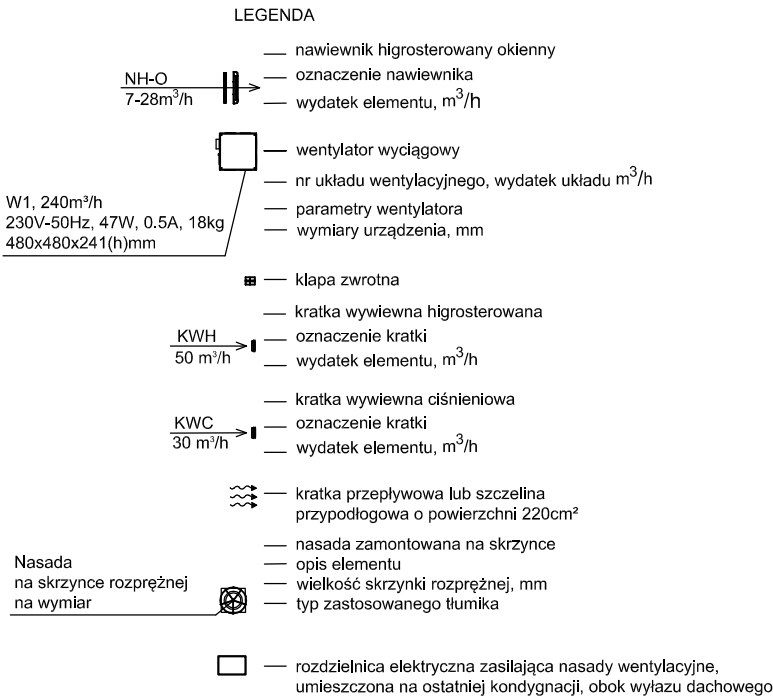 LEGENDA
nawiewnik higrosterowany okienny
oznaczenie nawiewnika
wydatek elementu, m³/h
NH-O
7-28m³/h
wentylator wyciągowy
nr układu wentylacyjnego, wydatek układu m³/h
parametry wentylatora
wymiary urządzenia, mm
W1, 240m³/h
230V-50Hz, 47W, 0.5A, 18kg
480x480x241(h)mm
klapa zwrotna
kratka wywiewna higrosterowana
oznaczenie kratki
wydatek elementu, m³/h
KWH
50 m³/h
kratka wywiewna ciśnieniowa
oznaczenie kratki
wydatek elementu, m³/h
KWC
30 m³/h
kratka przepływowa lub szczelina
przypodłogowa o powierzchni 220cm²
nasada zamontowana na skrzynce
opis elementu
wielkość skrzynki rozprężnej, mm
typ zastosowanego tłumika
Nasada
na skrzynce rozprężnej
na wymiar
rozdzielnica elektryczna zasilająca nasady wentylacyjne,
umieszczona na ostatniej kondygnacji, obok wyłazu dachowego